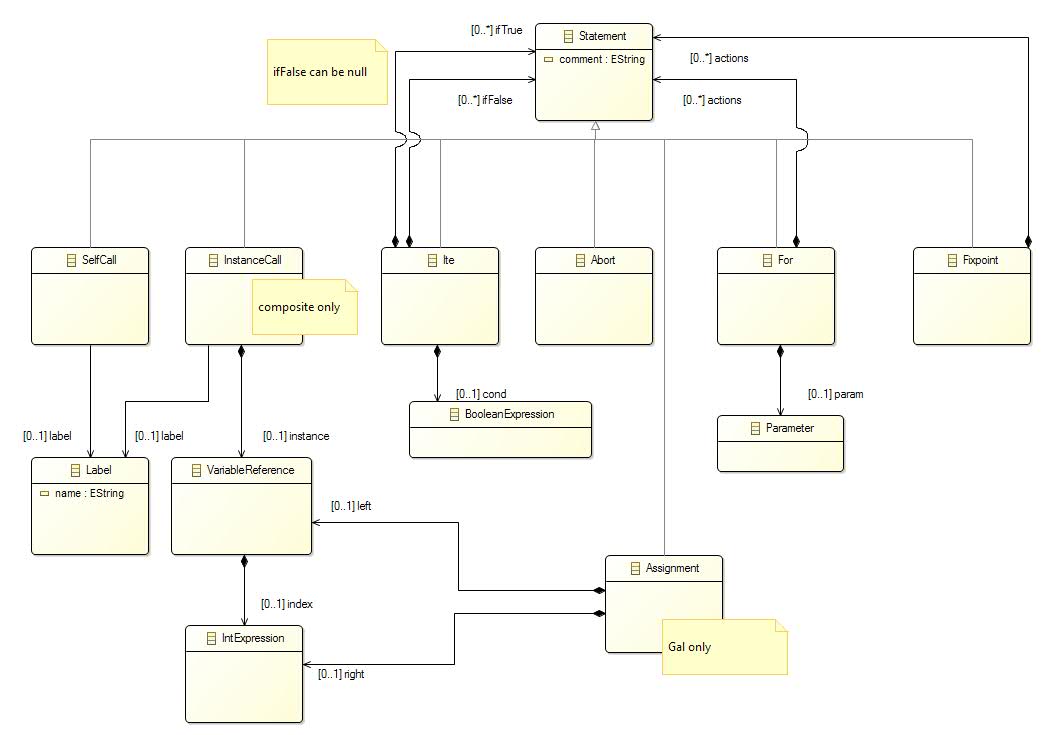 [0..*] ifTrue
Statement
ifFalse can be null
comment : EString
[0..*] actions
[0..*] ifFalse
[0..*] actions
SelfCall
InstanceCall
Ite
Abort
For
Fixpoint
composite only
[0..1] cond
[0..1] param
BooleanExpression
Parameter
[0..1] label
[0..1] label
[0..1] instance
Label
VariableReference
name : EString
[0..1] left
Assignment
[0..1] index
IntExpression
Gal only
[0..1] right